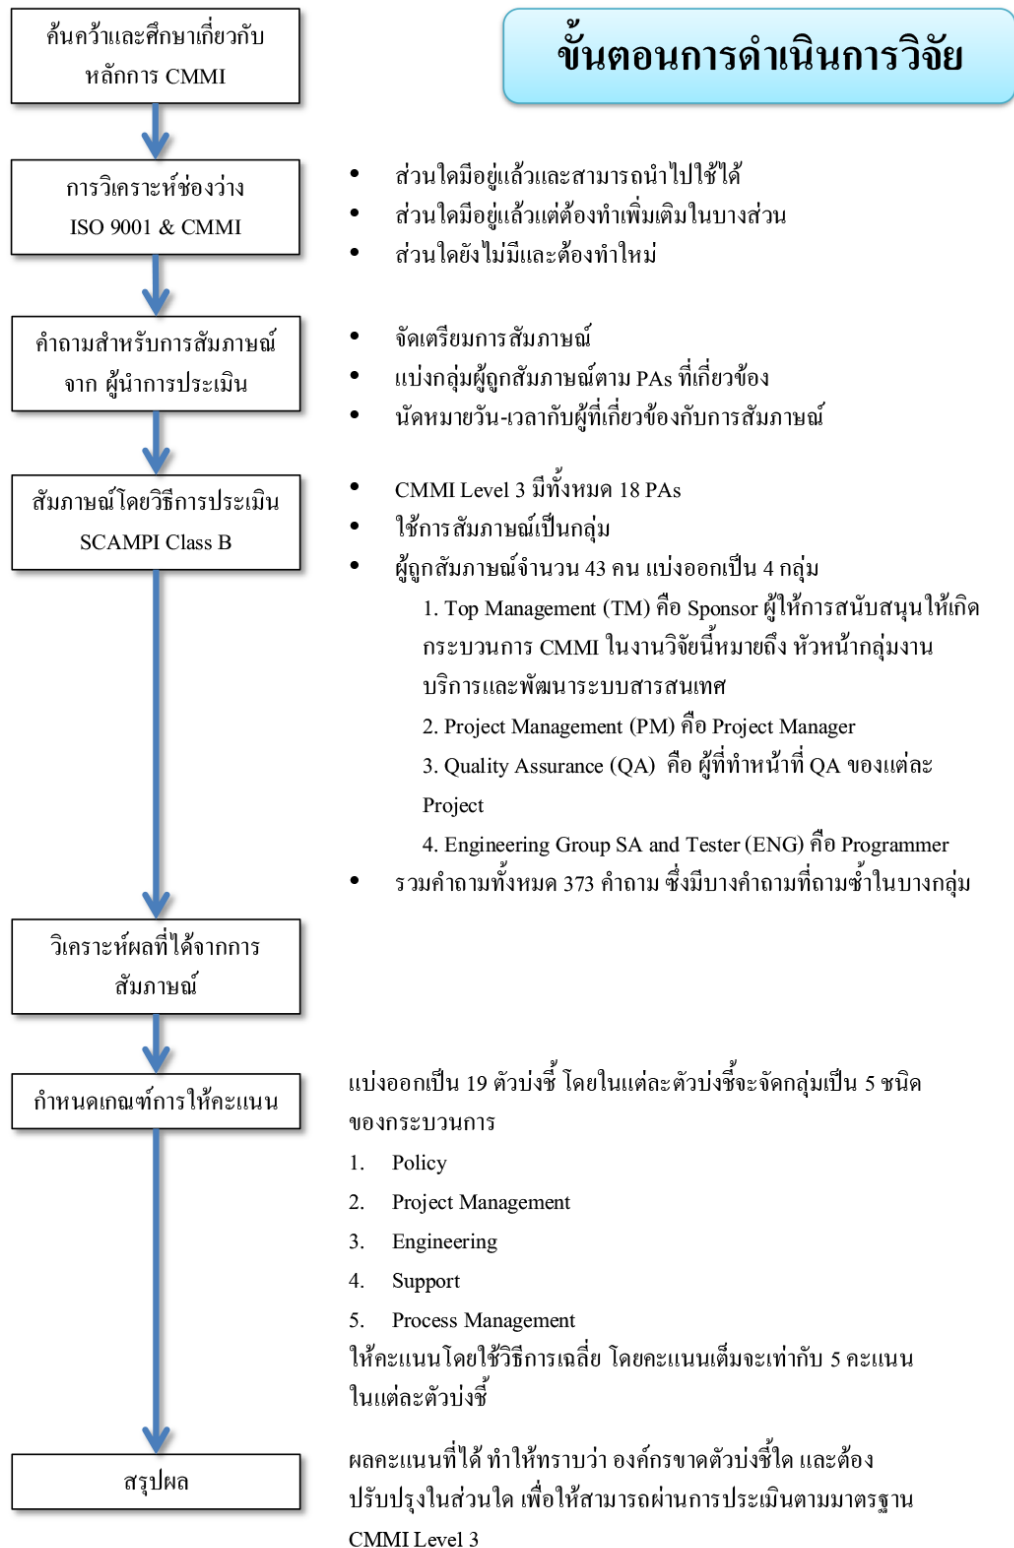 ค้นคว้าและศึกษาเกี่ยวกับ
หลักการ CMMI
ขั้นตอนการดำเนินการวิจัย
การวิเคราะห์ช่องว่าง
ISO 9001 & CMMI
• ส่วนใดมีอยู่แล้วและสามารถนำไปใช้ได้
• ส่วนใดมีอยู่แล้วแต่ต้องทำเพิ่มเติมในบางส่วน
• ส่วนใดยังไม่มีและต้องทำใหม่
คำถามสำหรับการสัมภาษณ์
จาก ผู้นำการประเมิน
• จัดเตรียมการสัมภาษณ์
• แบ่งกลุ่มผู้ถูกสัมภาษณ์ตาม PAs ที่เกี่ยวข้อง
• นัดหมายวัน-เวลากับผู้ที่เกี่ยวข้องกับการสัมภาษณ์
สัมภาษณ์โดยวิธีการประเมิน
SCAMPI Class B
• CMMI Level 3 มีทั้งหมด 18 PAs
• ใช้การสัมภาษณ์เป็นกลุ่ม
• ผู้ถูกสัมภาษณ์จำนวน 43 คน แบ่งออกเป็น 4 กลุ่ม
1. Top Management (TM) คือ Sponsor ผู้ให้การสนับสนุนให้เกิด
กระบวนการ CMMI ในงานวิจัยนี้หมายถึง หัวหน้ากลุ่มงาน
บริการและพัฒนาระบบสารสนเทศ
2. Project Management (PM) คือ Project Manager
3. Quality Assurance (QA) คือ ผู้ที่ทำหน้าที่ QA ของแต่ละ
Project
4. Engineering Group SA and Tester (ENG) คือ Programmer
• รวมคำถามทั้งหมด 373 คำถาม ซึ่งมีบางคำถามที่ถามซ้ำในบางกลุ่ม
วิเคราะห์ผลที่ได้จากการ
สัมภาษณ์
กำหนดเกณฑ์การให้คะแนน
แบ่งออกเป็น 19 ตัวบ่งชี้ โดยในแต่ละตัวบ่งชี้จะจัดกลุ่มเป็น 5 ชนิด
ของกระบวนการ
1. Policy
2. Project Management
3. Engineering
4. Support
5. Process Management
ให้คะแนนโดยใช้วิธีการเฉลี่ย โดยคะแนนเต็มจะเท่ากับ 5 คะแนน
ในแต่ละตัวบ่งชี้
สรุปผล
ผลคะแนนที่ได้ ทำให้ทราบว่า องค์กรขาดตัวบ่งชี้ใด และต้อง
ปรับปรุงในส่วนใด เพื่อให้สามารถผ่านการประเมินตามมาตรฐาน
CMMI Level 3